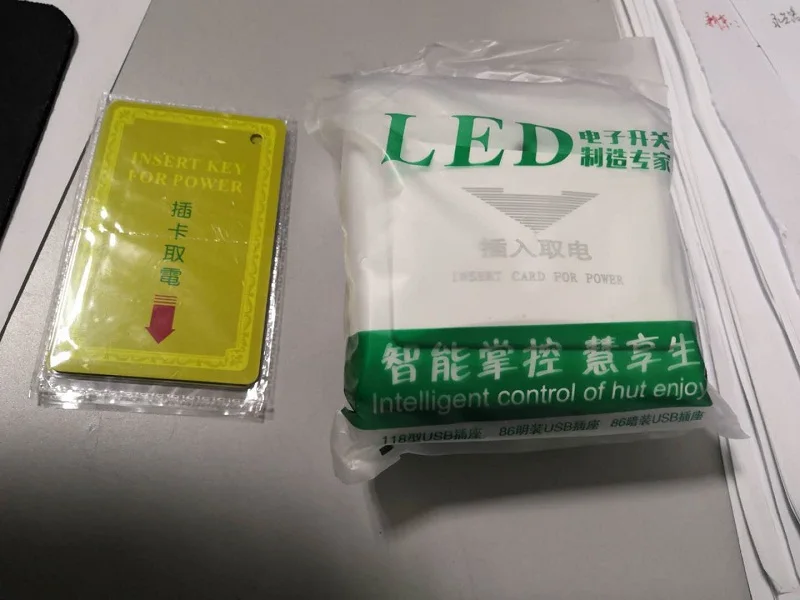 INSERT KEY
FOR POWER
插
卡
取
電
LED
电子开关
制造专家
插入取电
INSERT CARD FOR POWER
智能掌控 慧享生
Intelligent control of hut enjoy
118型USB插座 86明装USB插座 86暗装USB插座